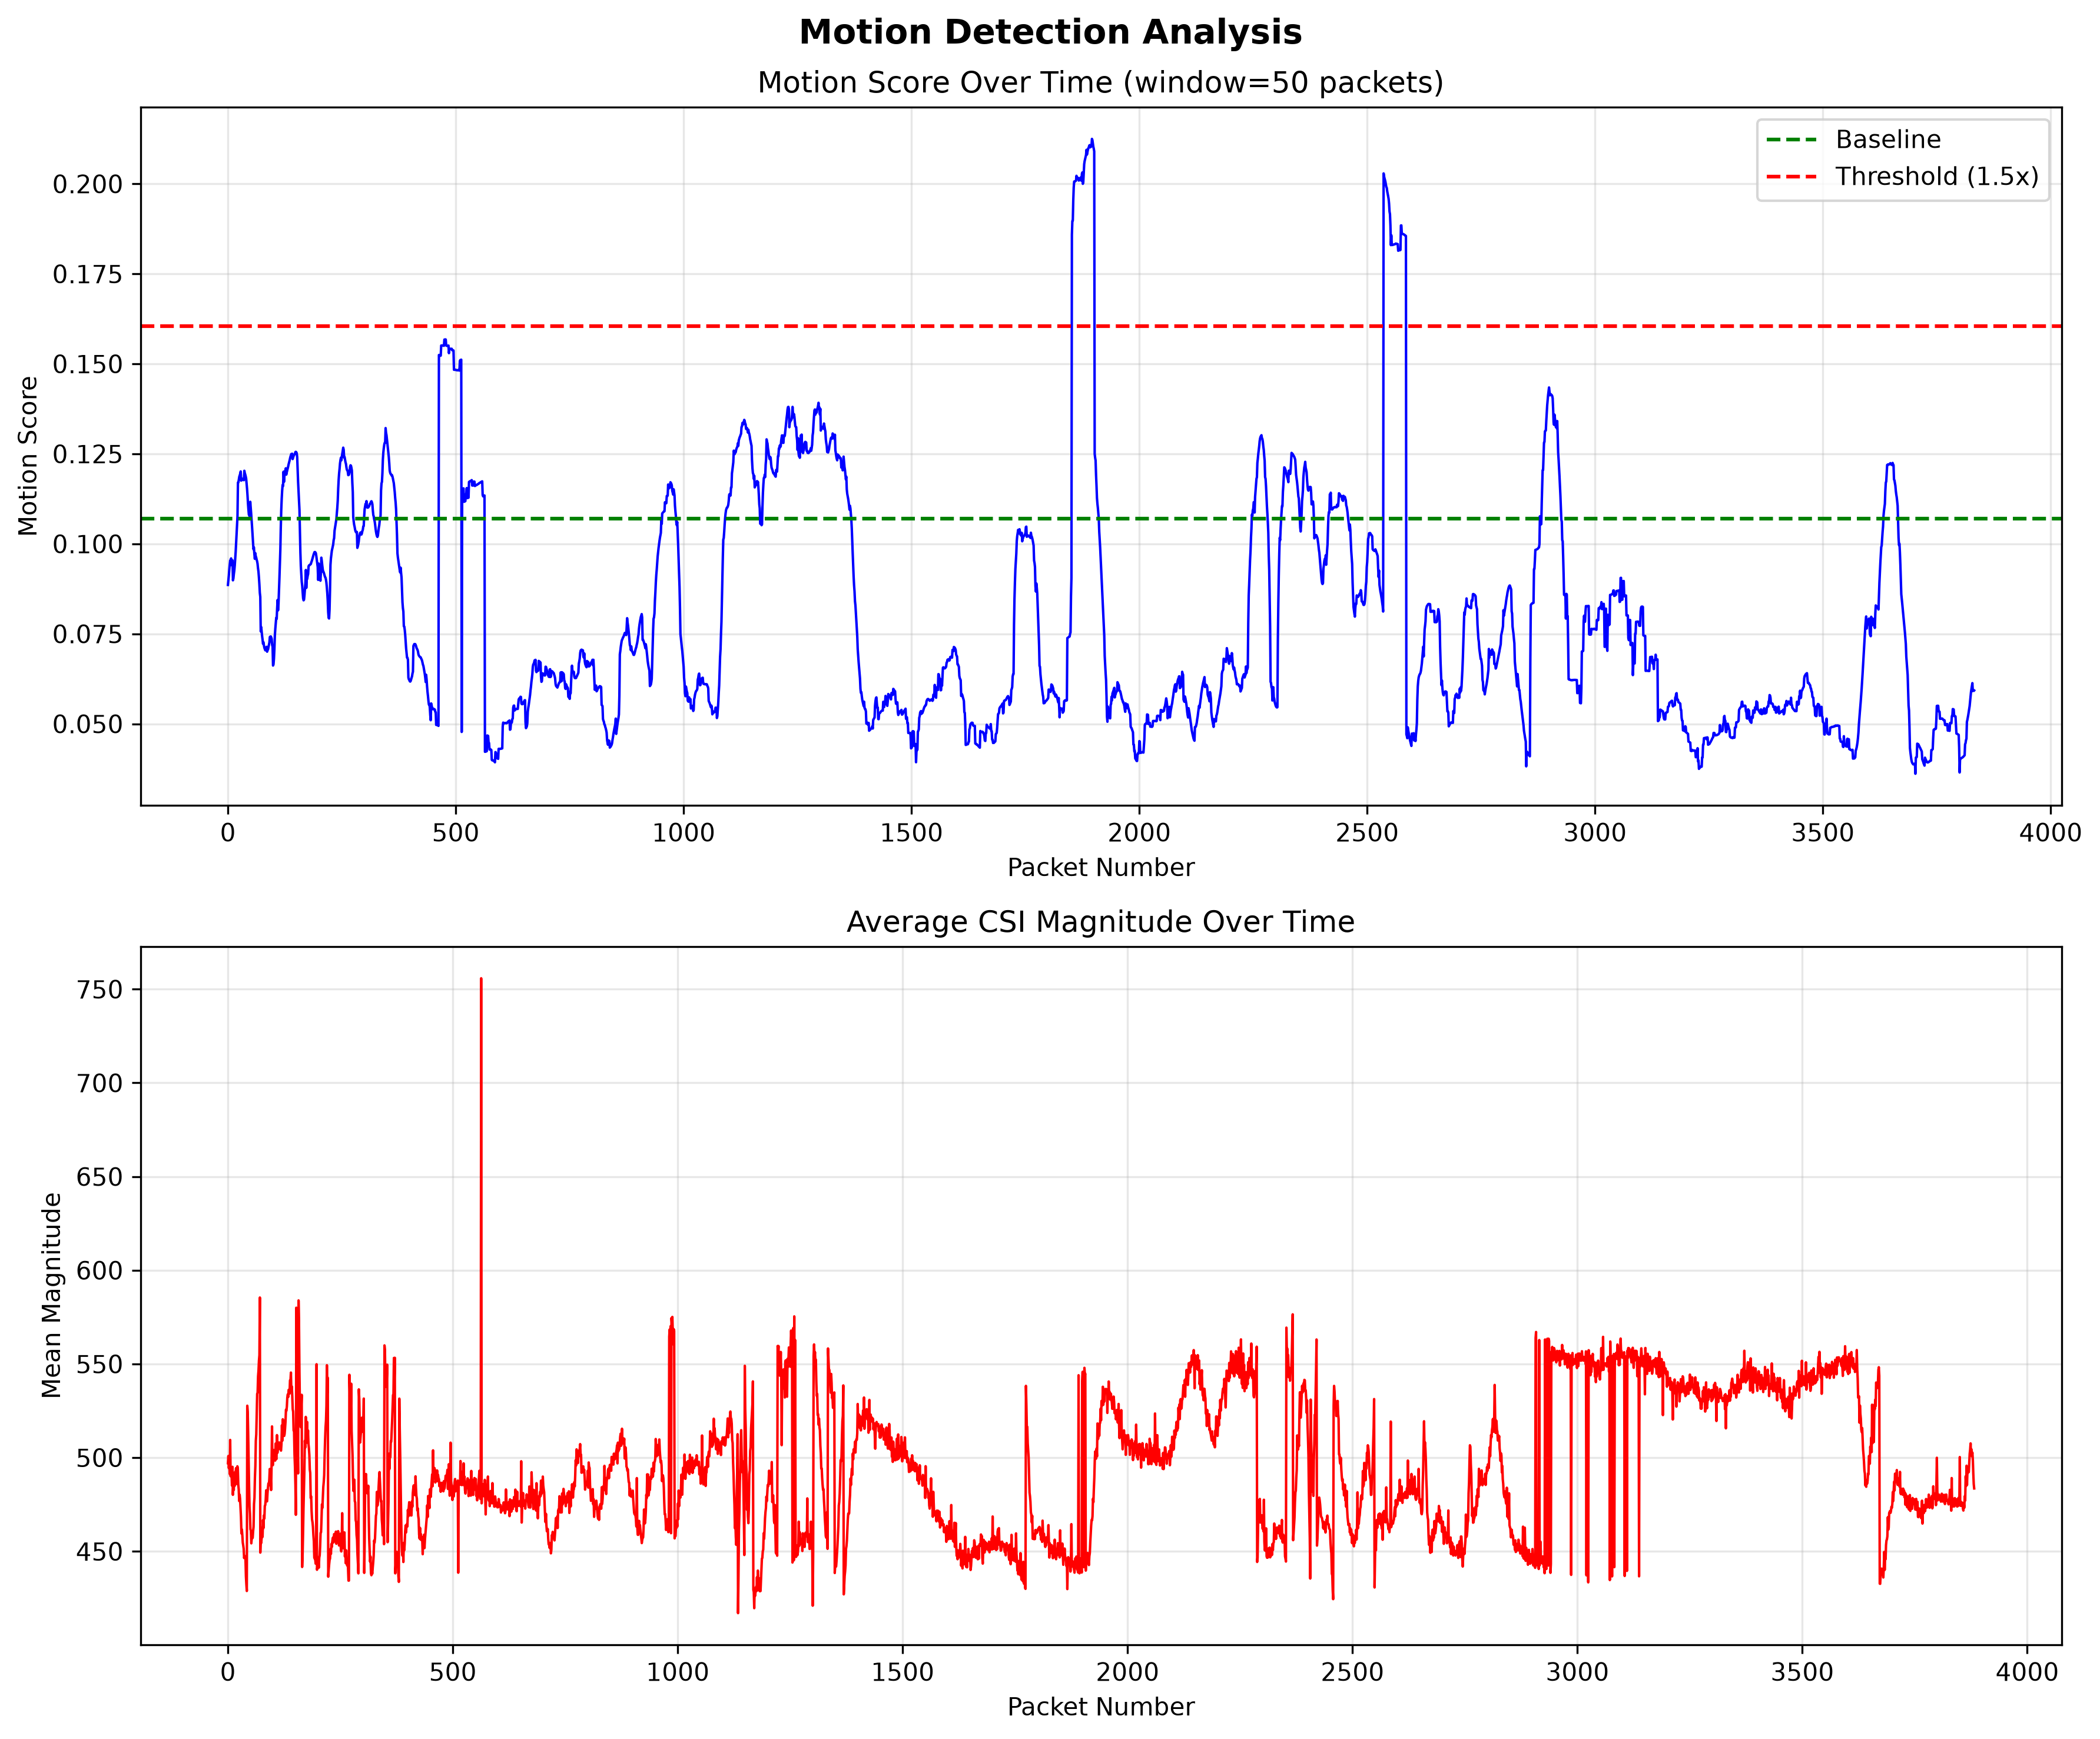 Motion Detection Analysis
Motion Score Over Time (window=50 packets)
Baseline
Threshold (1.5x)
Motion Score
0.200
0.175
0.150
0.125
0.100
0.075
0.050
0 500 1000 1500 2000 2500 3000 3500 4000
Packet Number
Average CSI Magnitude Over Time
Mean Magnitude
750
700
650
600
550
500
450
0 500 1000 1500 2000 2500 3000 3500 4000
Packet Number